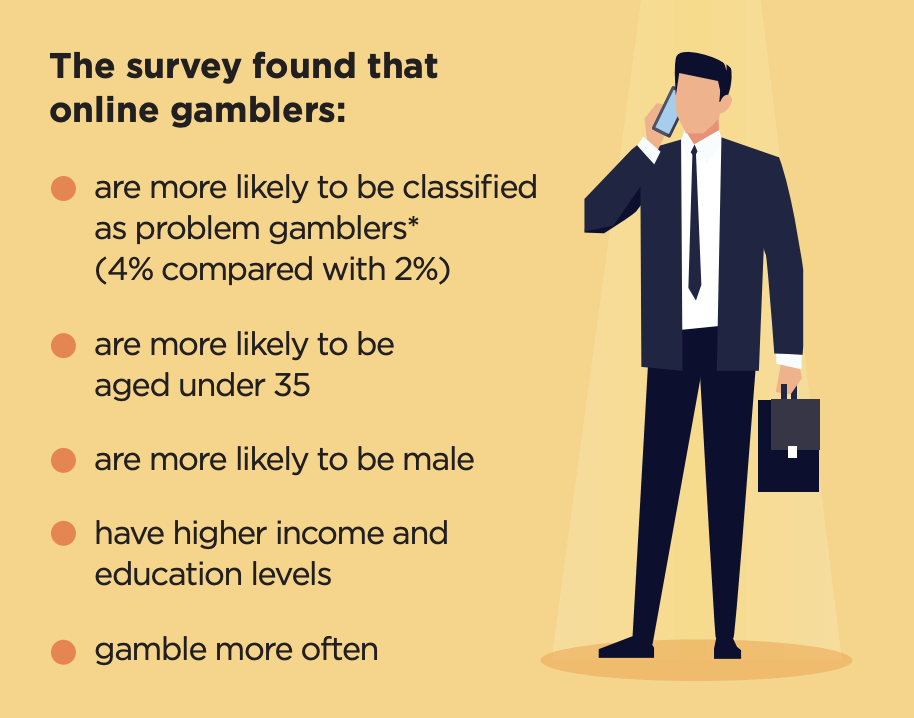 The survey found that
online gamblers:
are more likely to be classified
as problem gamblers*
(4% compared with 2%)
are more likely to be
aged under 35
are more likely to be male
have higher income and
education levels
gamble more often